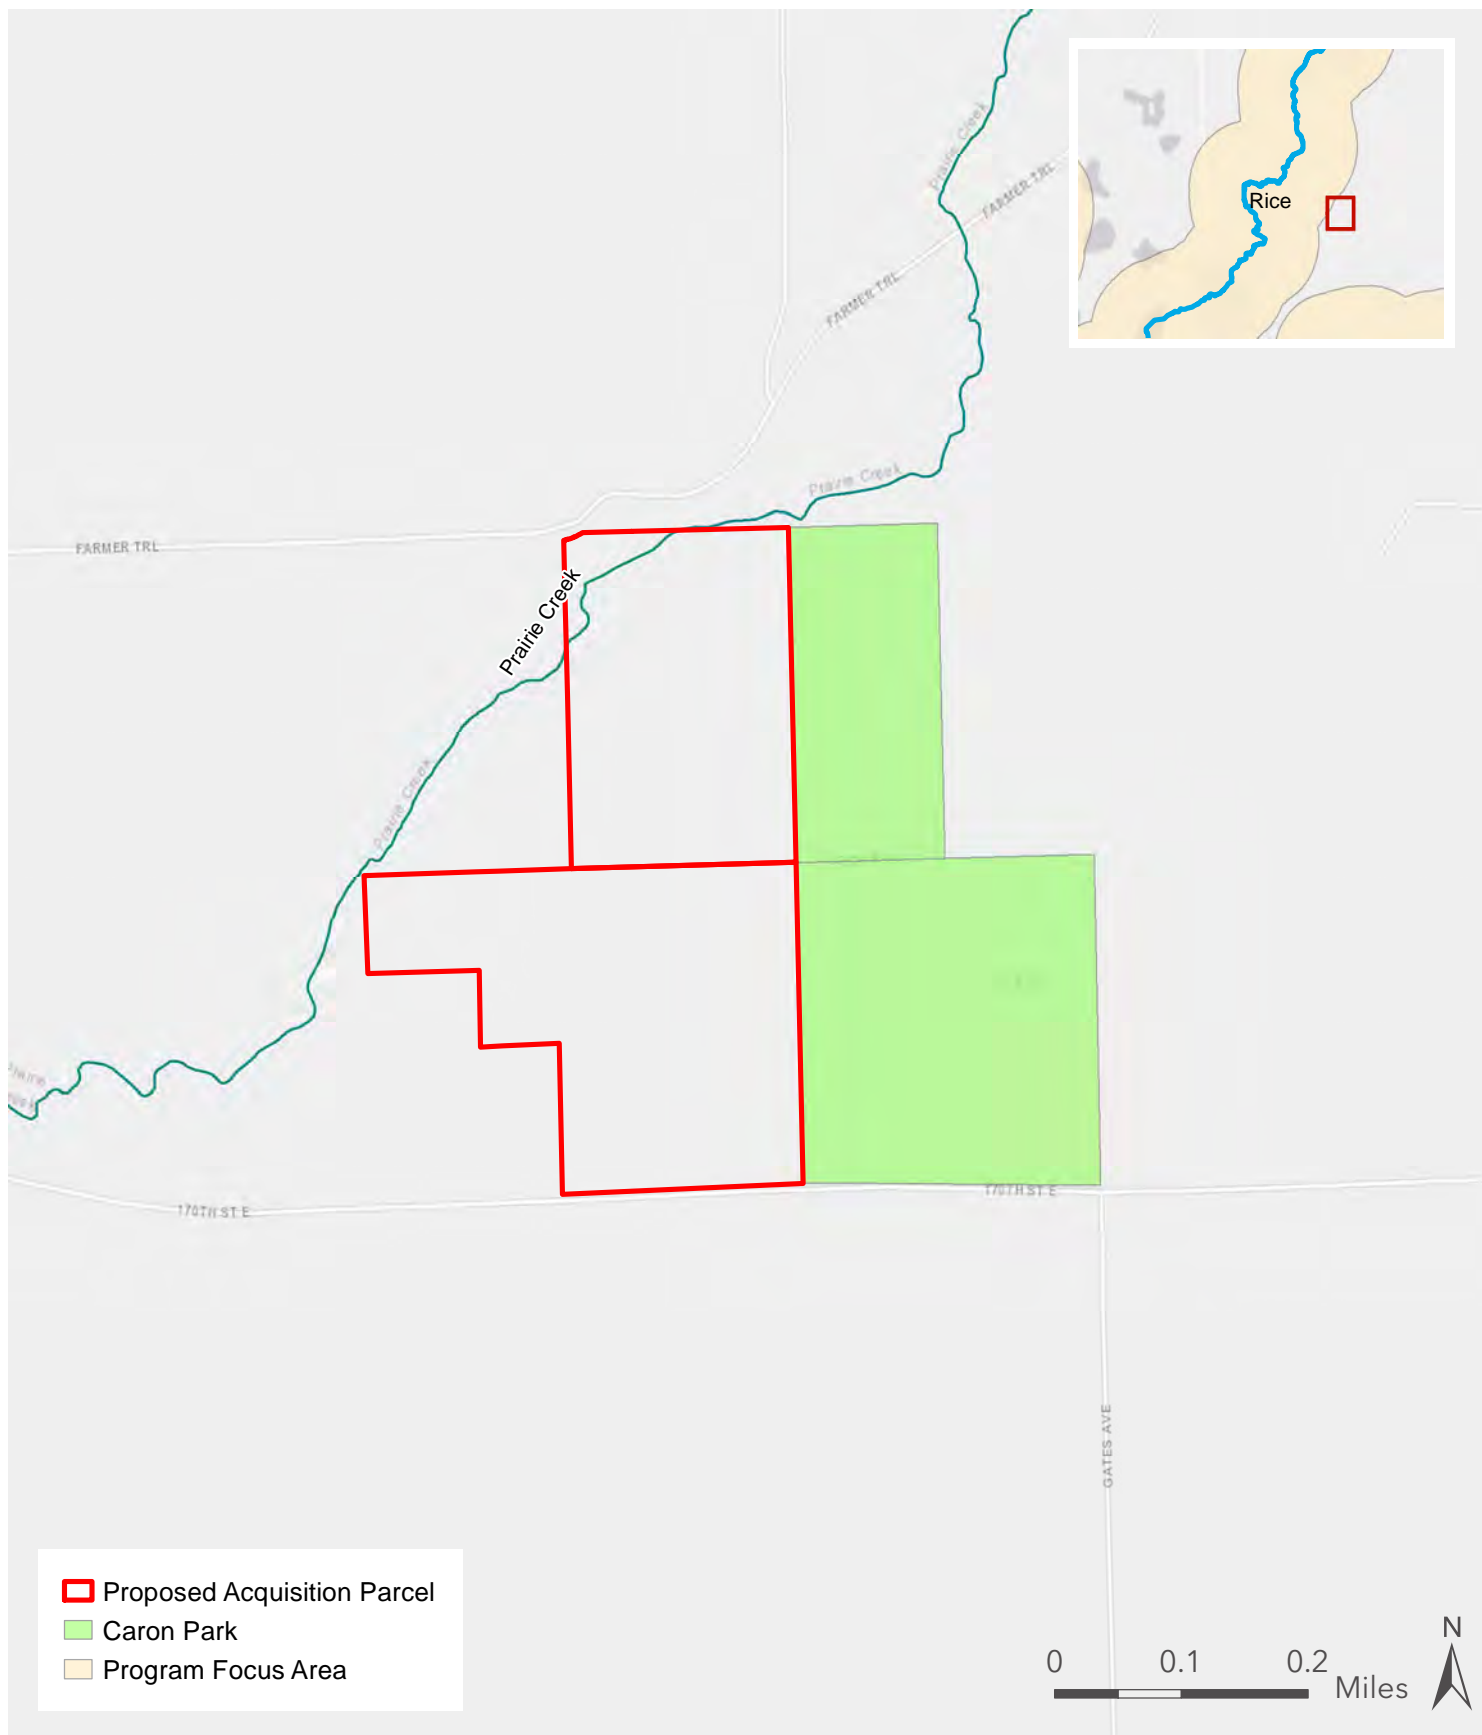 Prairie Creek
FARMER TRL
Rice
FARMER TRL
Prairie Creek
FARMER TRL
Prairie Creek
Prairie Creek
Prairie
170TH ST E
170TH ST E
GATES AVE
Proposed Acquisition Parcel
Caron Park
Program Focus Area
0 0.1 0.2
Miles
N